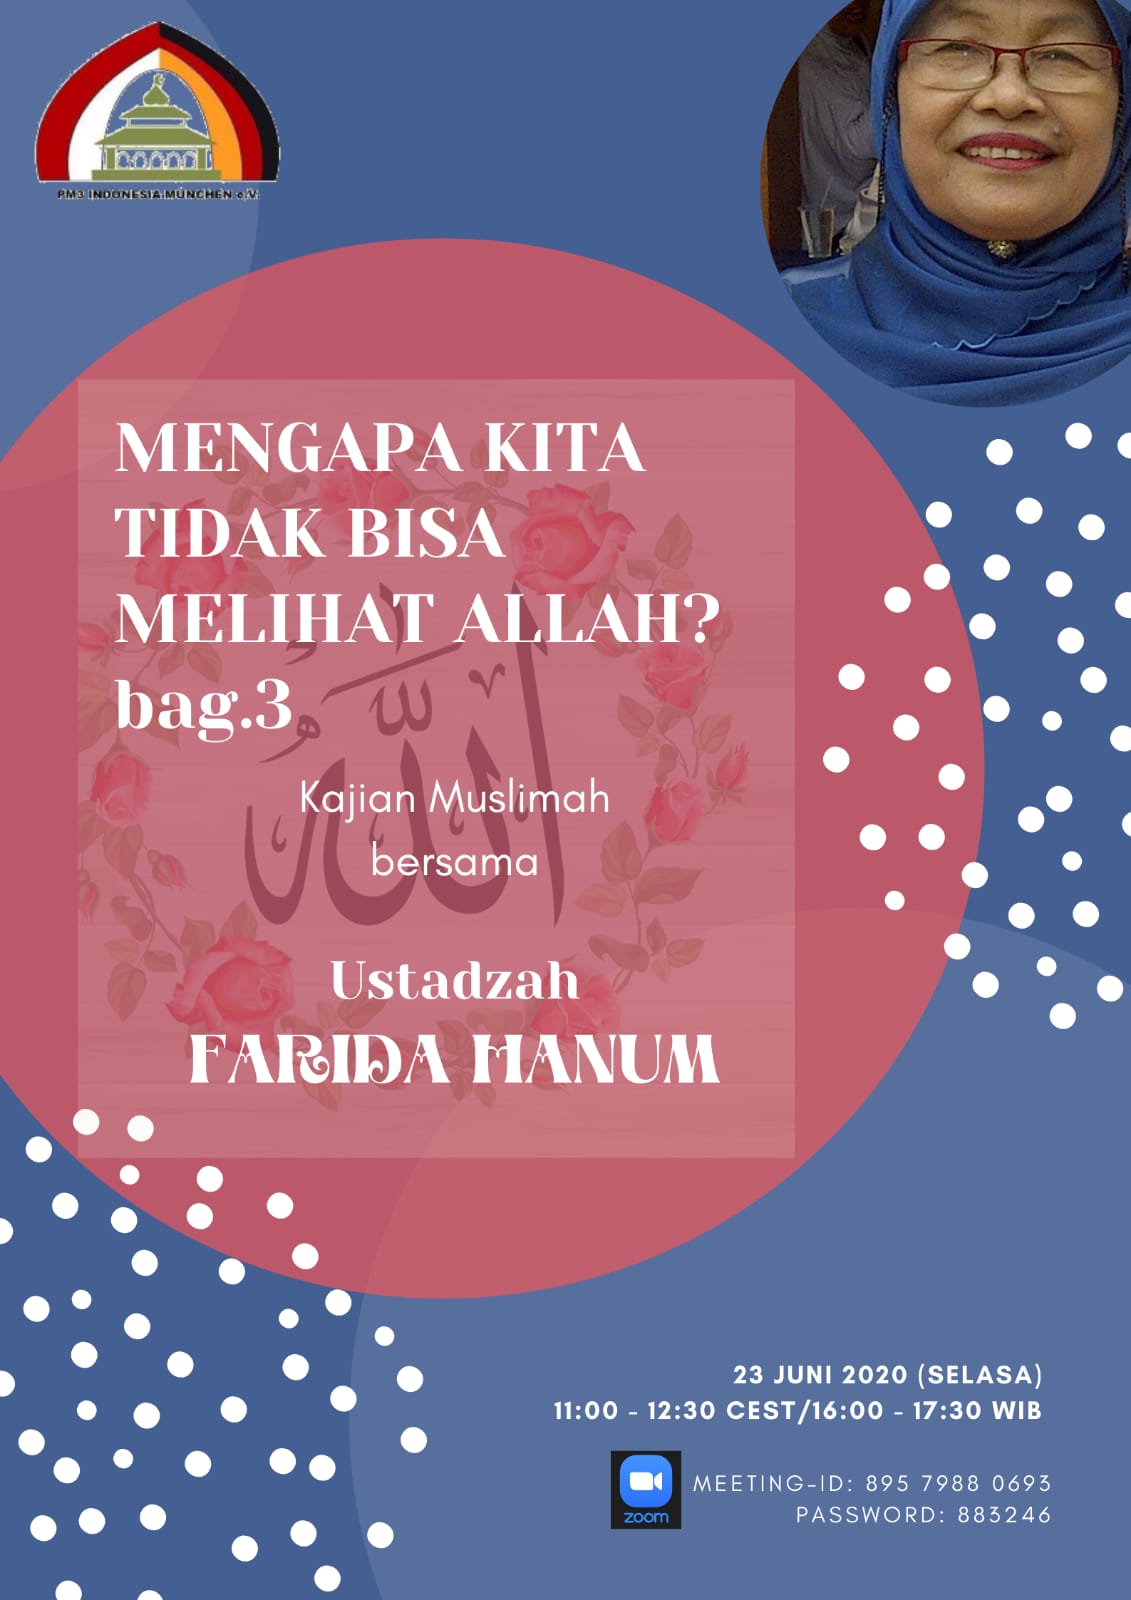 PM3 INDONESIA-MÜNCHEN e.V.
MENGAPA KITA
TIDAK BISA
MELIHAT ALLAH?
bag.3
اللّٰهُ
Kajian Muslimah
bersama
Ustadzah
FARIDA HANUM
23 JUNI 2020 (SELASA)
11:00 - 12:30 CEST/16:00 - 17:30 WIB
zoom
MEETING-ID: 895 7988 0693
PASSWORD: 883246